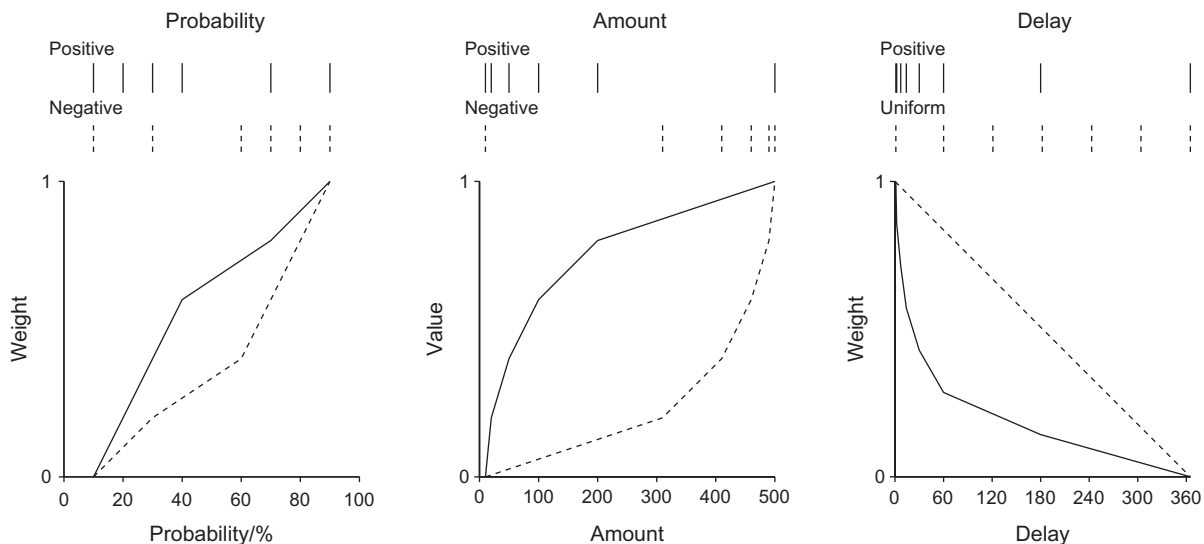 Probability
Positive
Negative
1
0
Weight
0 20 40 60 80 100
Probability/%
Amount
Positive
Negative
1
0
Value
0 100 200 300 400 500
Amount
Delay
Positive
Uniform
1
0
Weight
0 60 120 180 240 300 360
Delay